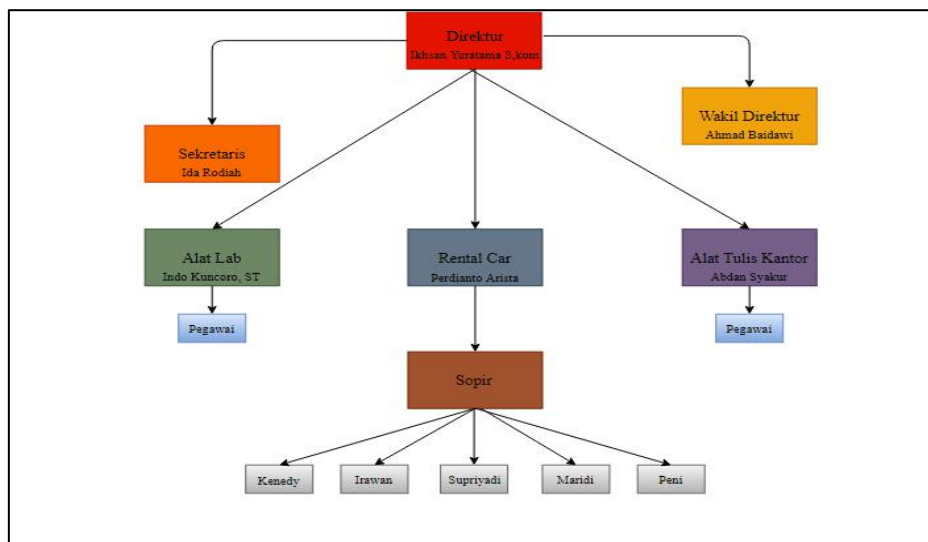 Direktur
Ikhsan Yuratama S,kom
Wakil Direktur
Ahmad Baidawi
Sekretaris
Ida Rodiah
Alat Lab
Indo Kuncoro, ST
Rental Car
Perdianto Arista
Alat Tulis Kantor
Abdan Syakur
Pegawai
Pegawai
Sopir
Kenedy
Irawan
Supriyadi
Maridi
Peni